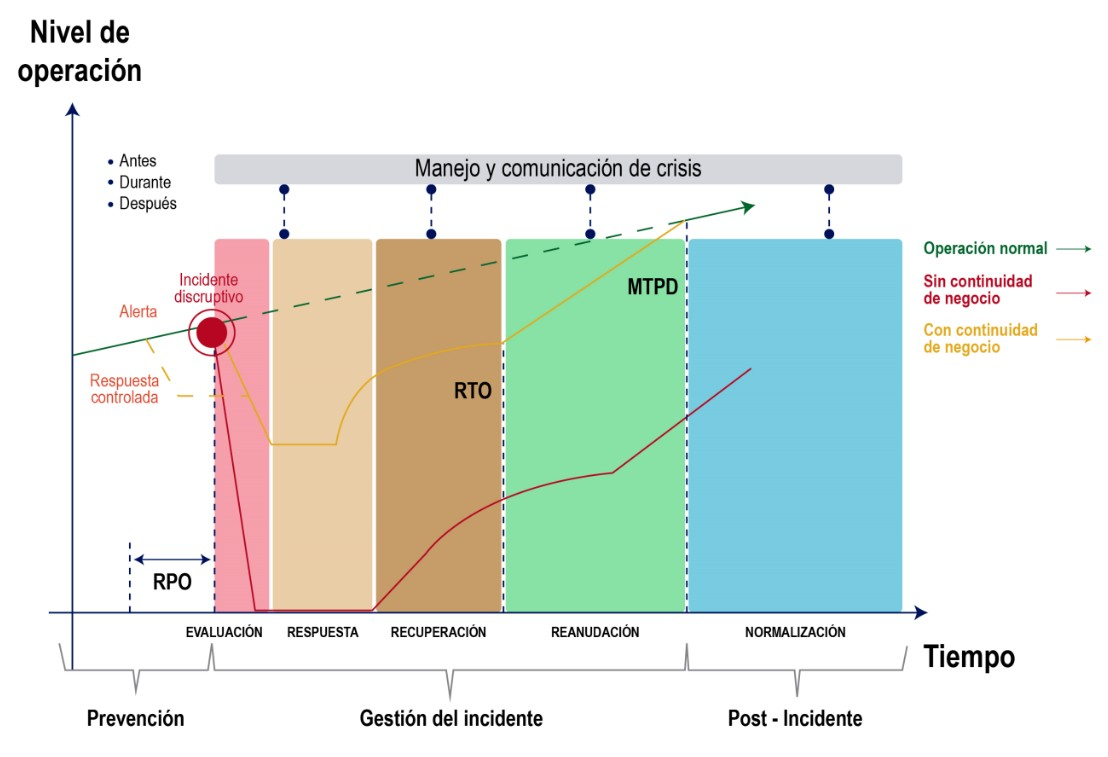 Nivel de
operación
• Antes
• Durante
• Después
Manejo y comunicación de crisis
Incidente
disruptivo
Alerta
Respuesta
controlada
MTPD
RTO
RPO
Operación normal
Sin continuidad
de negocio
Con continuidad
de negocio
EVALUACIÓN
RESPUESTA
RECUPERACIÓN
REANUDACIÓN
NORMALIZACIÓN
Tiempo
Prevención
Gestión del incidente
Post - Incidente